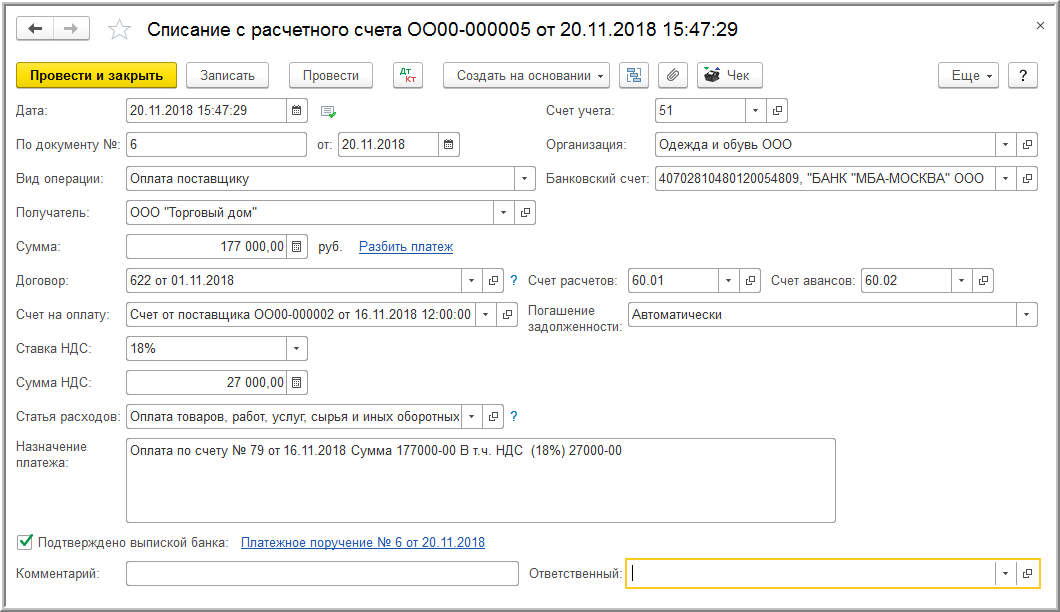 Списание с расчетного счета ОО00-000005 от 20.11.2018 15:47:29
Провести и закрыть Записать Провести Дт Кт Создать на основании Чек Еще ?
Дата: 20.11.2018 15:47:29 Счет учета: 51
По документу №: 6 от: 20.11.2018 Организация: Одежда и обувь ООО
Вид операции: Оплата поставщику Банковский счет: 40702810480120054809, "БАНК "МБА-МОСКВА" ООО
Получатель: ООО "Торговый дом"
Сумма: 177 000,00 руб. Разбить платеж
Договор: 622 от 01.11.2018 ? Счет расчетов: 60.01 Счет авансов: 60.02
Счет на оплату: Счет от поставщика ОО00-000002 от 16.11.2018 12:00:00 Погашение задолженности: Автоматически
Ставка НДС: 18%
Сумма НДС: 27 000,00
Статья расходов: Оплата товаров, работ, услуг, сырья и иных оборотных ?
Назначение платежа: Оплата по счету № 79 от 16.11.2018 Сумма 177000-00 В т.ч. НДС (18%) 27000-00
Подтверждено выпиской банка: Платежное поручение № 6 от 20.11.2018
Комментарий: Ответственный: